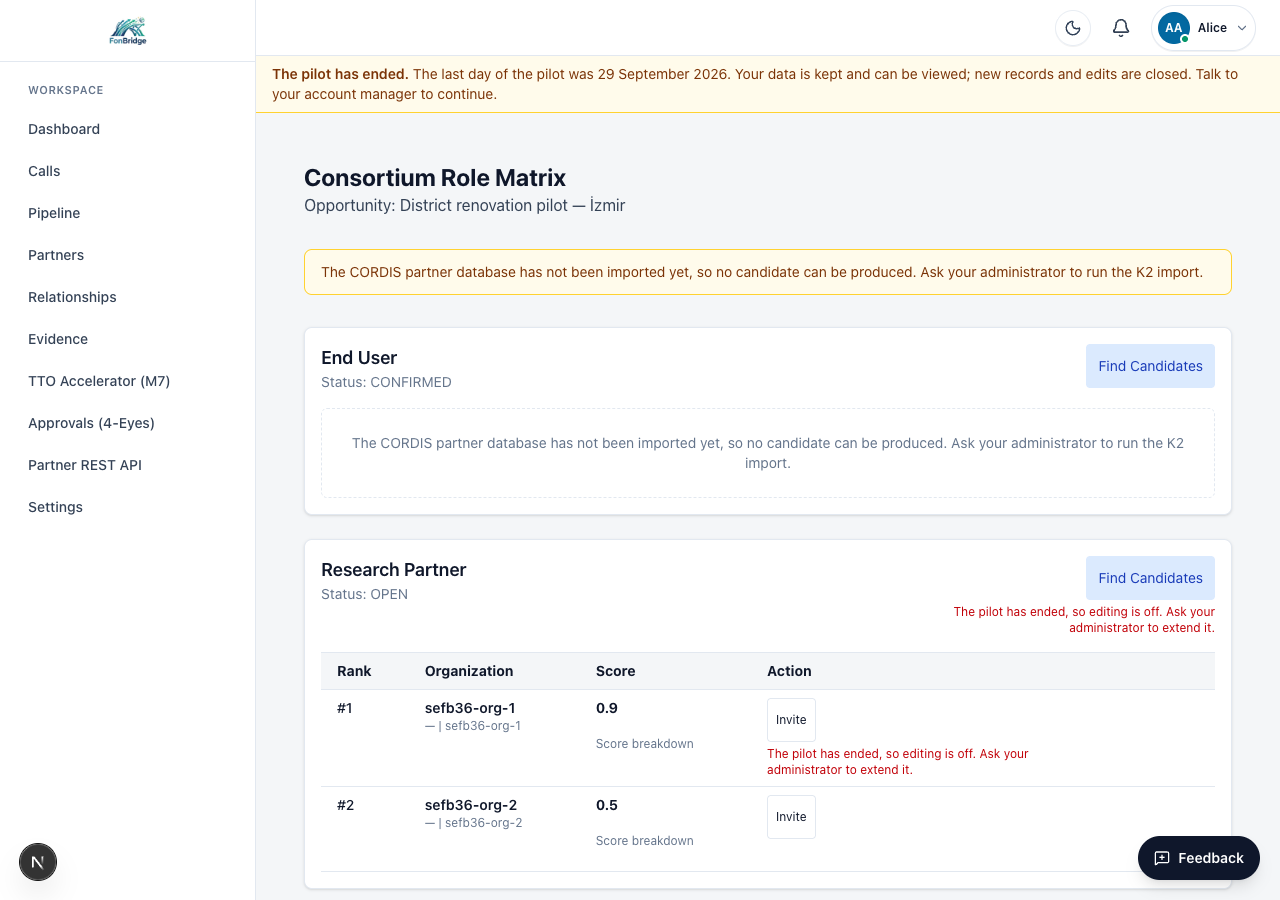 FonBridge
AA
Alice
WORKSPACE
Dashboard
Calls
Pipeline
Partners
Relationships
Evidence
TTO Accelerator (M7)
Approvals (4-Eyes)
Partner REST API
Settings
N
The pilot has ended. The last day of the pilot was 29 September 2026. Your data is kept and can be viewed; new records and edits are closed. Talk to
your account manager to continue.
Consortium Role Matrix
Opportunity: District renovation pilot — İzmir
The CORDIS partner database has not been imported yet, so no candidate can be produced. Ask your administrator to run the K2 import.
End User
Status: CONFIRMED
Find Candidates
The CORDIS partner database has not been imported yet, so no candidate can be produced. Ask your administrator to run the K2
import.
Research Partner
Status: OPEN
Find Candidates
The pilot has ended, so editing is off. Ask your
administrator to extend it.
Rank Organization Score Action
#1 sefb36-org-1 0.9 Invite
— | sefb36-org-1
Score breakdown
The pilot has ended, so editing is off. Ask your
administrator to extend it.
#2 sefb36-org-2 0.5 Invite
— | sefb36-org-2
Score breakdown
Feedback